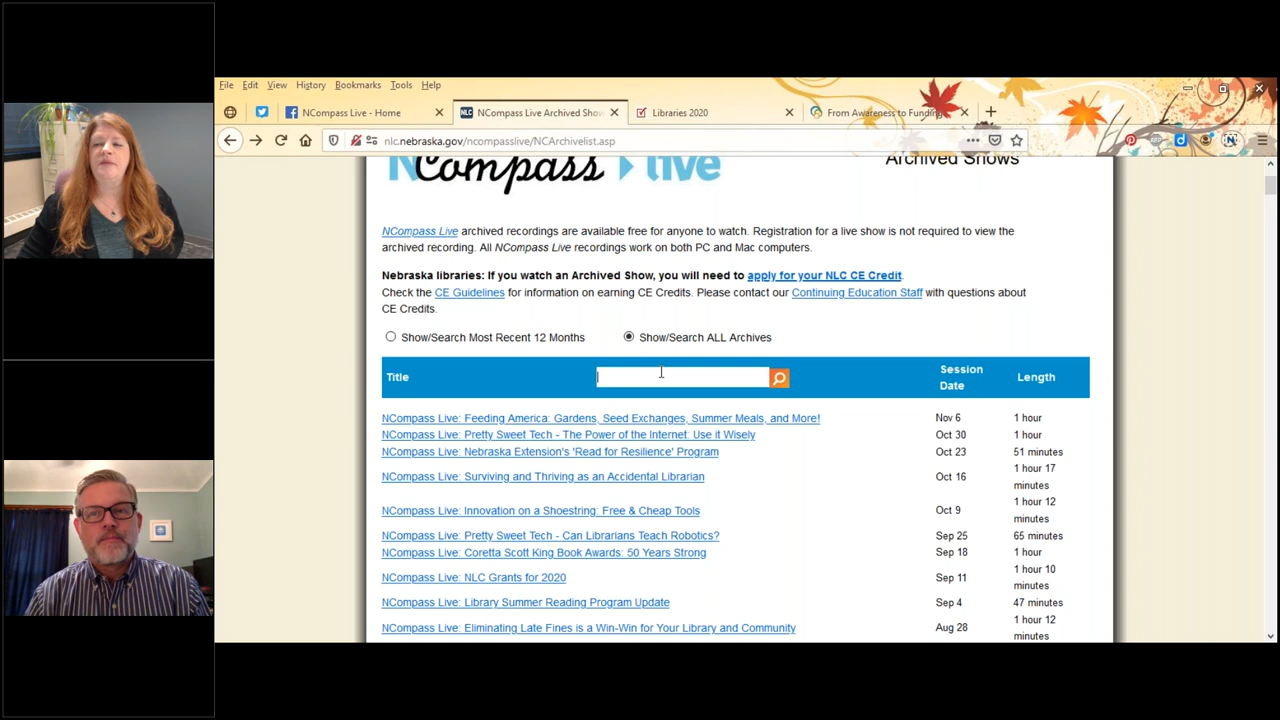 File Edit View History Bookmarks Tools Help
NCompass Live - Home
NLC NCompass Live Archived Show
Libraries 2020
From Awareness to Funding
nlc.nebraska.gov/ncompasslive/NCArchivelist.asp
NCompass live
Archived Shows
NCompass Live archived recordings are available free for anyone to watch. Registration for a live show is not required to view the
archived recording. All NCompass Live recordings work on both PC and Mac computers.
Nebraska libraries: If you watch an Archived Show, you will need to apply for your NLC CE Credit.
Check the CE Guidelines for information on earning CE Credits. Please contact our Continuing Education Staff with questions about
CE Credits.
Show/Search Most Recent 12 Months Show/Search ALL Archives
Title Session Date Length
NCompass Live: Feeding America: Gardens, Seed Exchanges, Summer Meals, and More! Nov 6 1 hour
NCompass Live: Pretty Sweet Tech - The Power of the Internet: Use it Wisely Oct 30 1 hour
NCompass Live: Nebraska Extension's 'Read for Resilience' Program Oct 23 51 minutes
NCompass Live: Surviving and Thriving as an Accidental Librarian Oct 16 1 hour 17 minutes
NCompass Live: Innovation on a Shoestring: Free & Cheap Tools Oct 9 1 hour 12 minutes
NCompass Live: Pretty Sweet Tech - Can Librarians Teach Robotics? Sep 25 65 minutes
NCompass Live: Coretta Scott King Book Awards: 50 Years Strong Sep 18 1 hour
NCompass Live: NLC Grants for 2020 Sep 11 1 hour 10 minutes
NCompass Live: Library Summer Reading Program Update Sep 4 47 minutes
NCompass Live: Eliminating Late Fines is a Win-Win for Your Library and Community Aug 28 1 hour 12 minutes